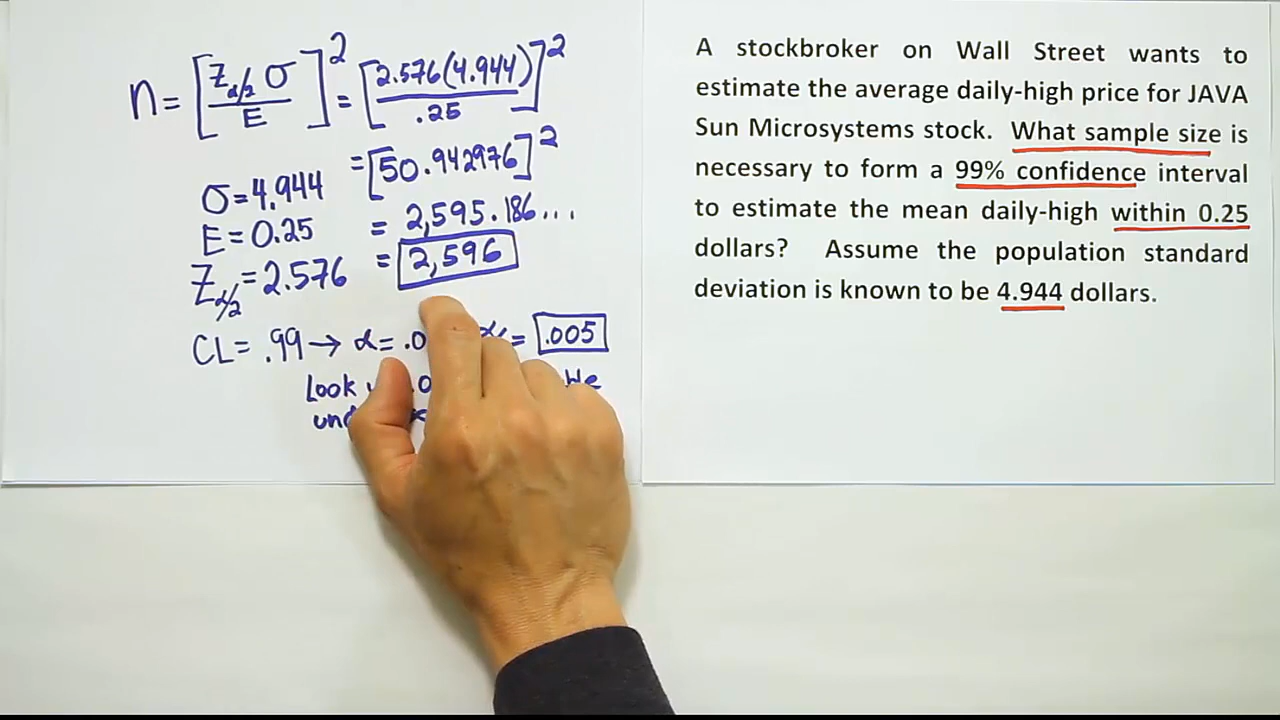 n = [Zα/2 σ / E]² = [2.576(4.944) / .25]²
= [50.942976]²
σ = 4.944
= 2,595.186...
E = 0.25
= 2,596
Zα/2 = 2.576
CL = .99 → α = .0 = .005
Look
A stockbroker on Wall Street wants to
estimate the average daily-high price for JAVA
Sun Microsystems stock. What sample size is
necessary to form a 99% confidence interval
to estimate the mean daily-high within 0.25
dollars? Assume the population standard
deviation is known to be 4.944 dollars.